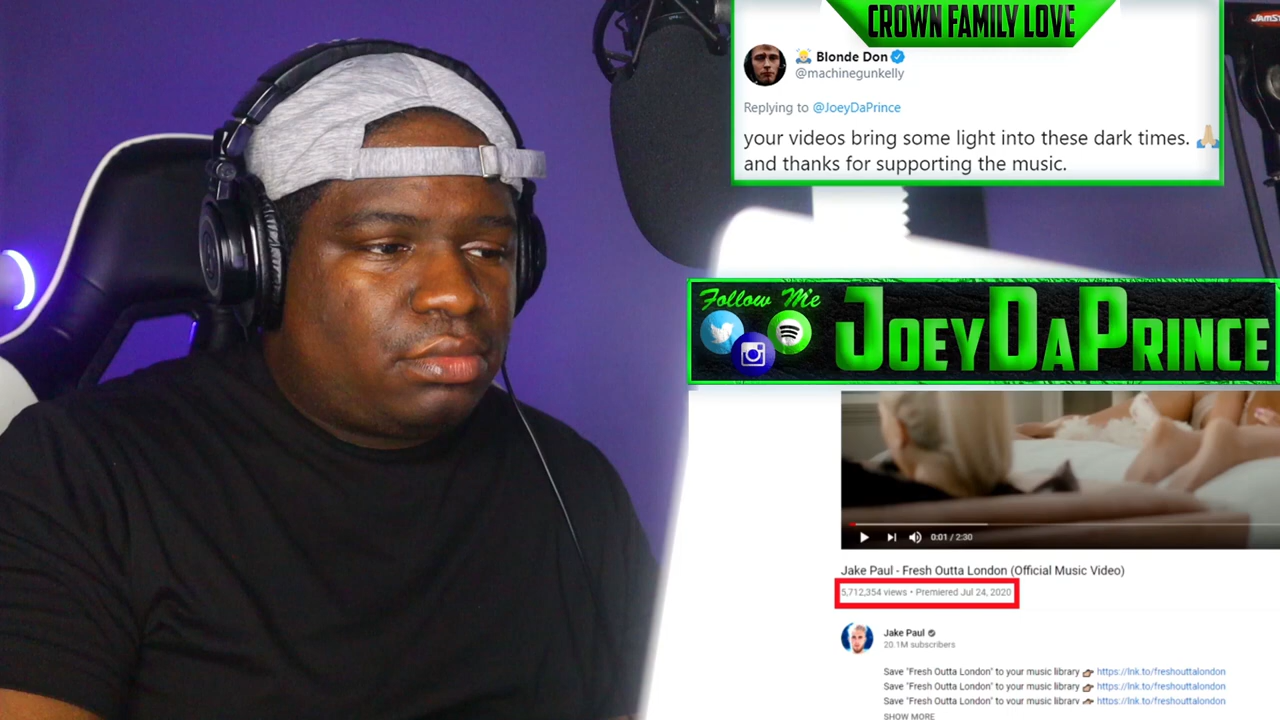 CROWN FAMILY LOVE
Blonde Don
@machinegunkelly
Replying to @JoeyDaPrince
your videos bring some light into these dark times. 🙏🏼
and thanks for supporting the music.
Follow Me
JOEYDAPRINCE
0:01 / 2:30
Jake Paul - Fresh Outta London (Official Music Video)
5,712,354 views • Premiered Jul 24, 2020
Jake Paul
20.1M subscribers
Save "Fresh Outta London" to your music library 👉 https://lnk.to/freshouttalondon
Save "Fresh Outta London" to your music library 👉 https://lnk.to/freshouttalondon
Save "Fresh Outta London" to your music library 👉 https://lnk.to/freshouttalondon
SHOW MORE